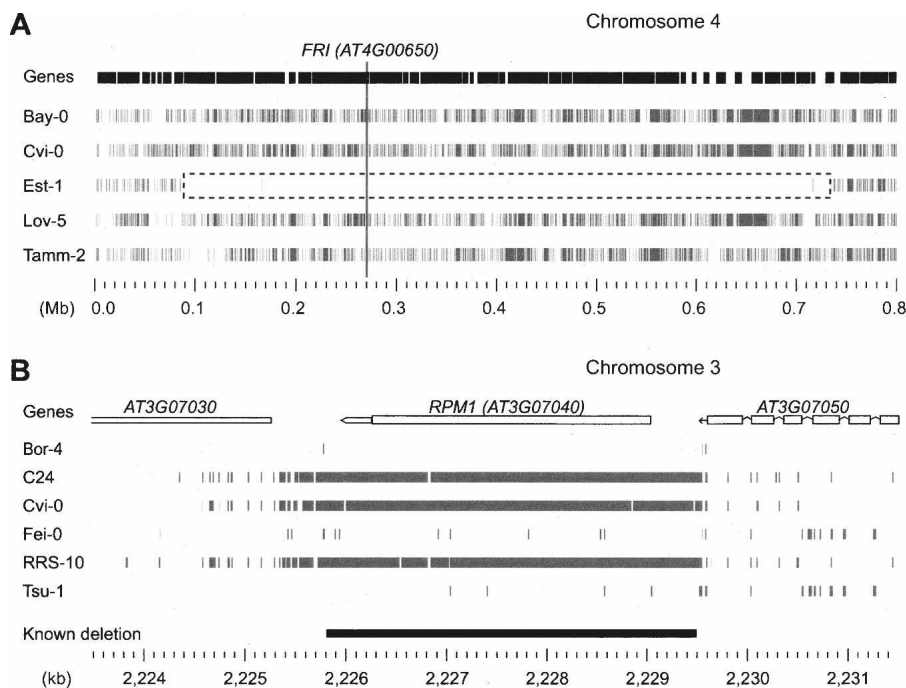 A
Chromosome 4
FRI (AT4G00650)
Genes
Bay-0
Cvi-0
Est-1
Lov-5
Tamm-2
(Mb) 0.0 0.1 0.2 0.3 0.4 0.5 0.6 0.7 0.8
B
Chromosome 3
Genes AT3G07030 RPM1 (AT3G07040) AT3G07050
Bor-4
C24
Cvi-0
Fei-0
RRS-10
Tsu-1
Known deletion
(kb) 2,224 2,225 2,226 2,227 2,228 2,229 2,230 2,231